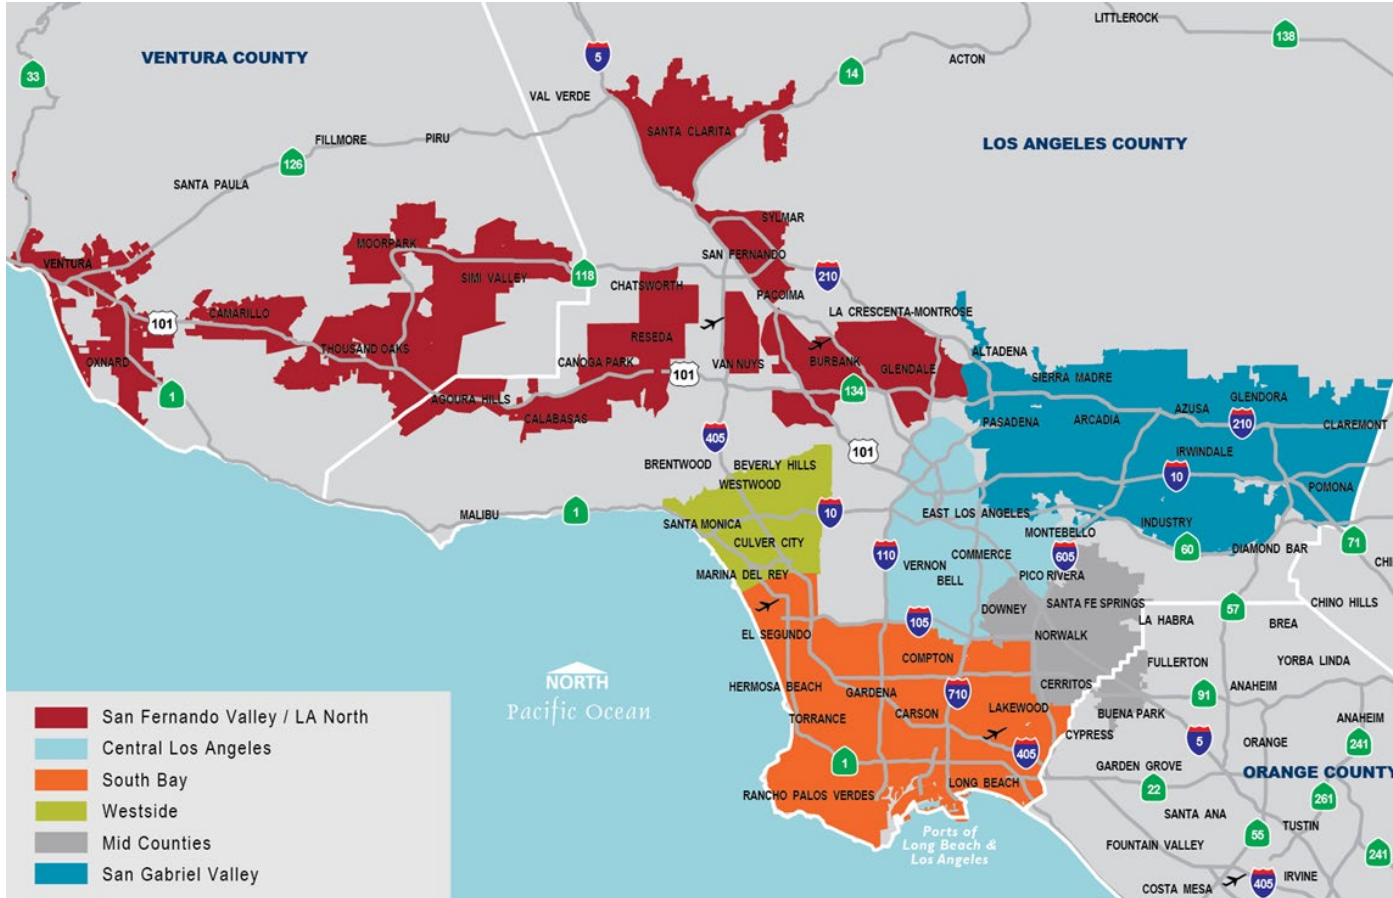 LITTLEROCK
138
VENTURA COUNTY
5
ACTON
33
14
VAL VERDE
SANTA CLARITA
FILLMORE
PIRU
LOS ANGELES COUNTY
126
SANTA PAULA
SYLMAR
MOORPARK
SAN FERNANDO
VENTURA
SIMI VALLEY
118
210
CHATSWORTH
PACOIMA
CAMARILLO
LA CRESCENTA-MONTROSE
101
RESEDA
THOUSAND OAKS
ALTADENA
OXNARD
CANOGA PARK
VAN NUYS
BURBANK
GLENDALE
101
SIERRA MADRE
1
134
AGOURA HILLS
GLENDORA
CALABASAS
PASADENA
ARCADIA
AZUSA
210
CLAREMONT
405
101
BRENTWOOD
BEVERLY HILLS
IRWINDALE
WESTWOOD
10
POMONA
MALIBU
1
10
EAST LOS ANGELES
SANTA MONICA
INDUSTRY
CULVER CITY
MONTEBELLO
60
DIAMOND BAR
71
110
VERNON
COMMERCE
605
CHI
MARINA DEL REY
BELL
PICO RIVERA
DOWNEY
SANTA FE SPRINGS
CHINO HILLS
57
105
LA HABRA
BREA
EL SEGUNDO
NORWALK
COMPTON
FULLERTON
YORBA LINDA
NORTH
HERMOSA BEACH
GARDENA
710
CERRITOS
91
ANAHEIM
Pacific Ocean
CARSON
LAKEWOOD
BUENA PARK
San Fernando Valley / LA North
TORRANCE
ANAHEIM
CYPRESS
5
ORANGE
241
Central Los Angeles
405
1
GARDEN GROVE
ORANGE COUNTY
South Bay
LONG BEACH
22
RANCHO PALOS VERDES
261
Westside
SANTA ANA
TUSTIN
Ports of
Long Beach &
Los Angeles
55
Mid Counties
FOUNTAIN VALLEY
241
San Gabriel Valley
IRVINE
405
COSTA MESA